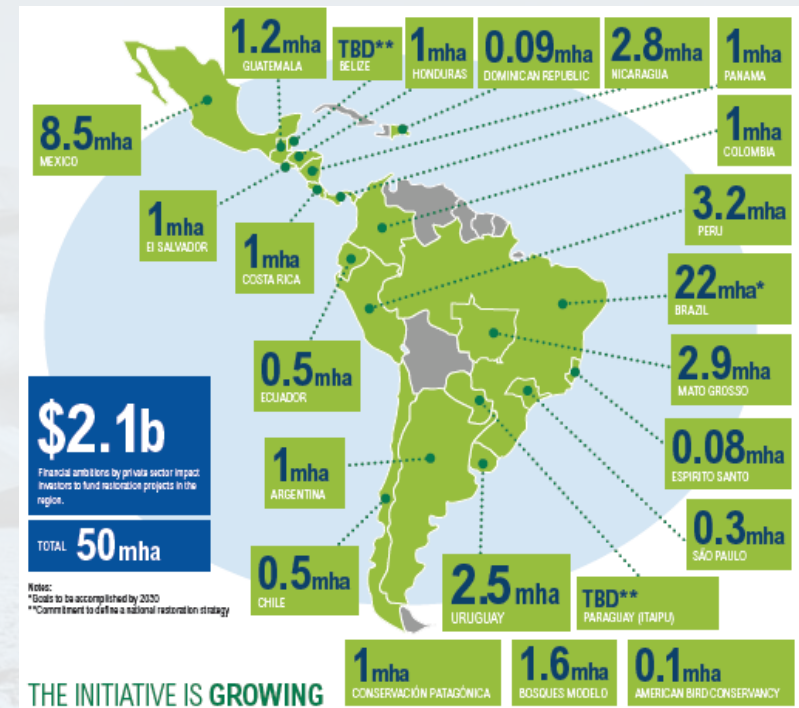 1.2mha
GUATEMALA
TBD**
BELIZE
1mha
HONDURAS
0.09mha
DOMINICAN REPUBLIC
2.8mha
NICARAGUA
1mha
PANAMA
8.5mha
MEXICO
1mha
COLOMBIA
1mha
El SALVADOR
1mha
COSTA RICA
3.2mha
PERU
22mha*
BRAZIL
0.5mha
ECUADOR
2.9mha
MATO GROSSO
$2.1b
Financial ambitions by private sector impact
investors to fund restoration projects in the
region.
1mha
ARGENTINA
0.08mha
ESPIRITO SANTO
TOTAL 50mha
0.3mha
SÃO PAULO
0.5mha
CHILE
2.5mha
URUGUAY
TBD**
PARAGUAY (ITAIPU)
Notes:
*Goals to be accomplished by 2030
**Commitment to define a national restoration strategy
THE INITIATIVE IS GROWING
1mha
CONSERVACIÓN PATAGÓNICA
1.6mha
BOSQUES MODELO
0.1mha
AMERICAN BIRD CONSERVANCY